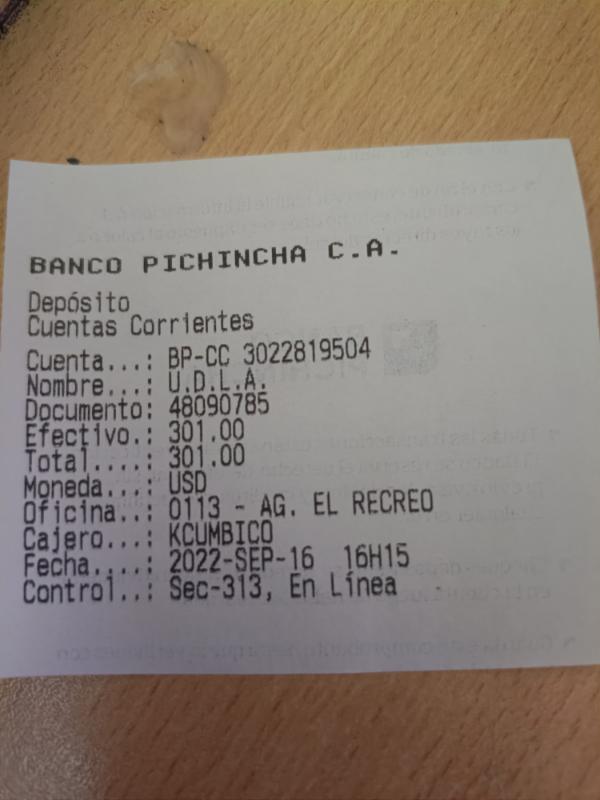 BANCO PICHINCHA C.A.
Depósito
Cuentas Corrientes
Cuenta...: BP-CC 3022819504
Nombre...: U.D.L.A.
Documento: 48090785
Efectivo.: 301.00
Total....: 301.00
Moneda...: USD
Oficina..: 0113 - AG. EL RECREO
Cajero...: KCUMBICO
Fecha....: 2022-SEP-16 16H15
Control..: Sec-313, En Línea